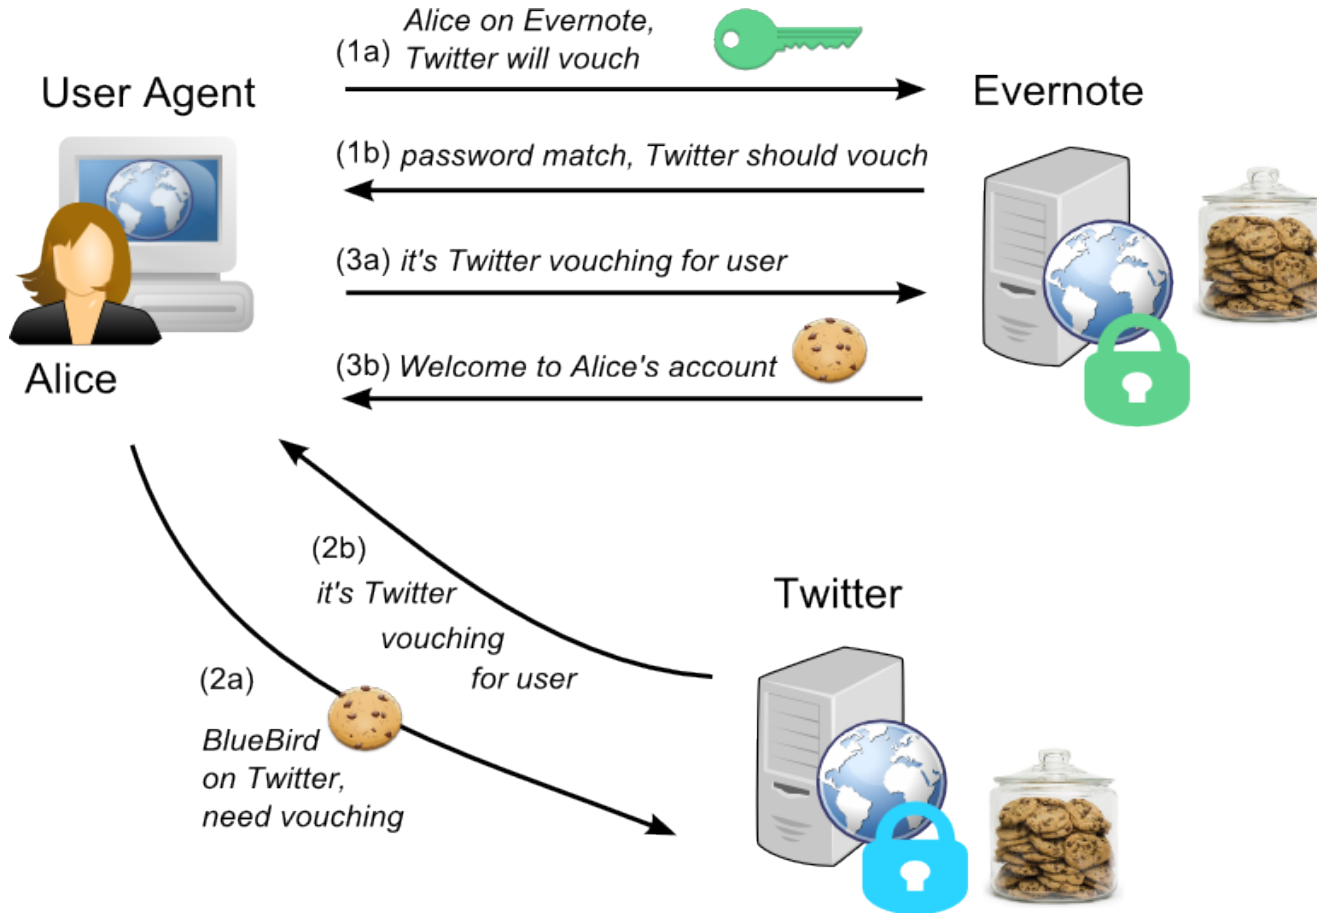 User Agent
Alice
(1a) Alice on Evernote,
Twitter will vouch
Evernote
(1b) password match, Twitter should vouch
(3a) it's Twitter vouching for user
(3b) Welcome to Alice's account
(2b)
it's Twitter
vouching
for user
(2a)
BlueBird
on Twitter,
need vouching
Twitter